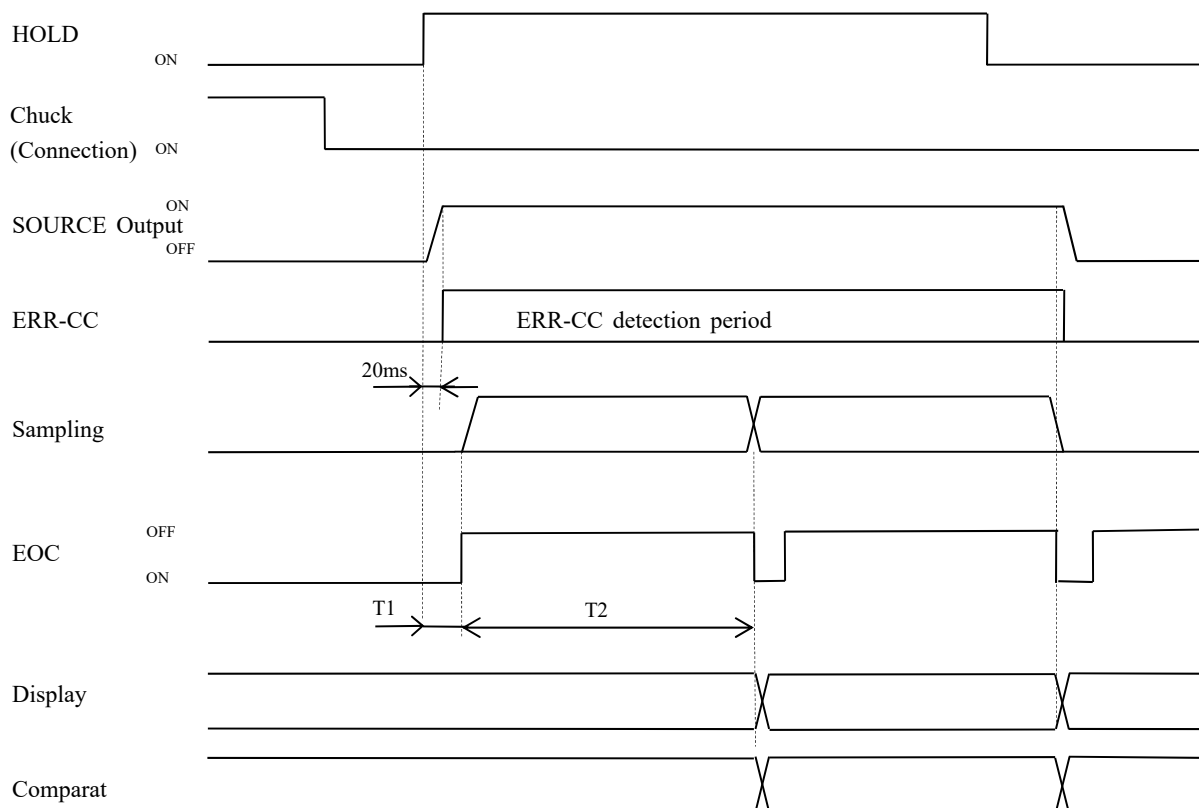 HOLD
ON
Chuck
(Connection) ON
ON
SOURCE Output
OFF
ERR-CC
ERR-CC detection period
20ms
Sampling
OFF
EOC
ON
T1
T2
Display
Comparat